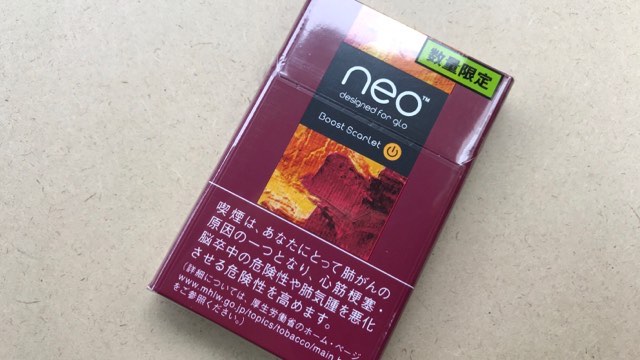 数量限定
neo™
designed for glo
Boost Scarlet
喫煙は、あなたにとって肺がんの
原因の一つとなり、心筋梗塞・
脳卒中の危険性や肺気腫を悪化
させる危険性を高めます。
(詳細については、厚生労働省のホーム・ページ
www.mhlw.go.jp/topics/tobacco/main.h
をご参照ください。)